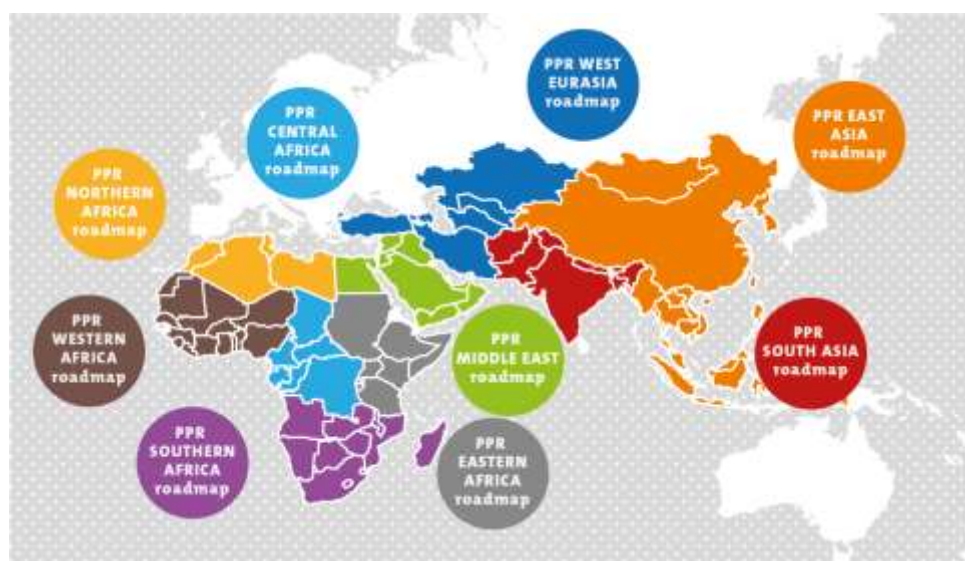 PPR WEST
EURASIA
roadmap
PPR
CENTRAL
AFRICA
roadmap
PPR EAST
ASIA
roadmap
PPR
NORTHERN
AFRICA
roadmap
PPR
WESTERN
AFRICA
roadmap
PPR
MIDDLE EAST
roadmap
PPR
SOUTH ASIA
roadmap
PPR
SOUTHERN
AFRICA
roadmap
PPR
EASTERN
AFRICA
roadmap